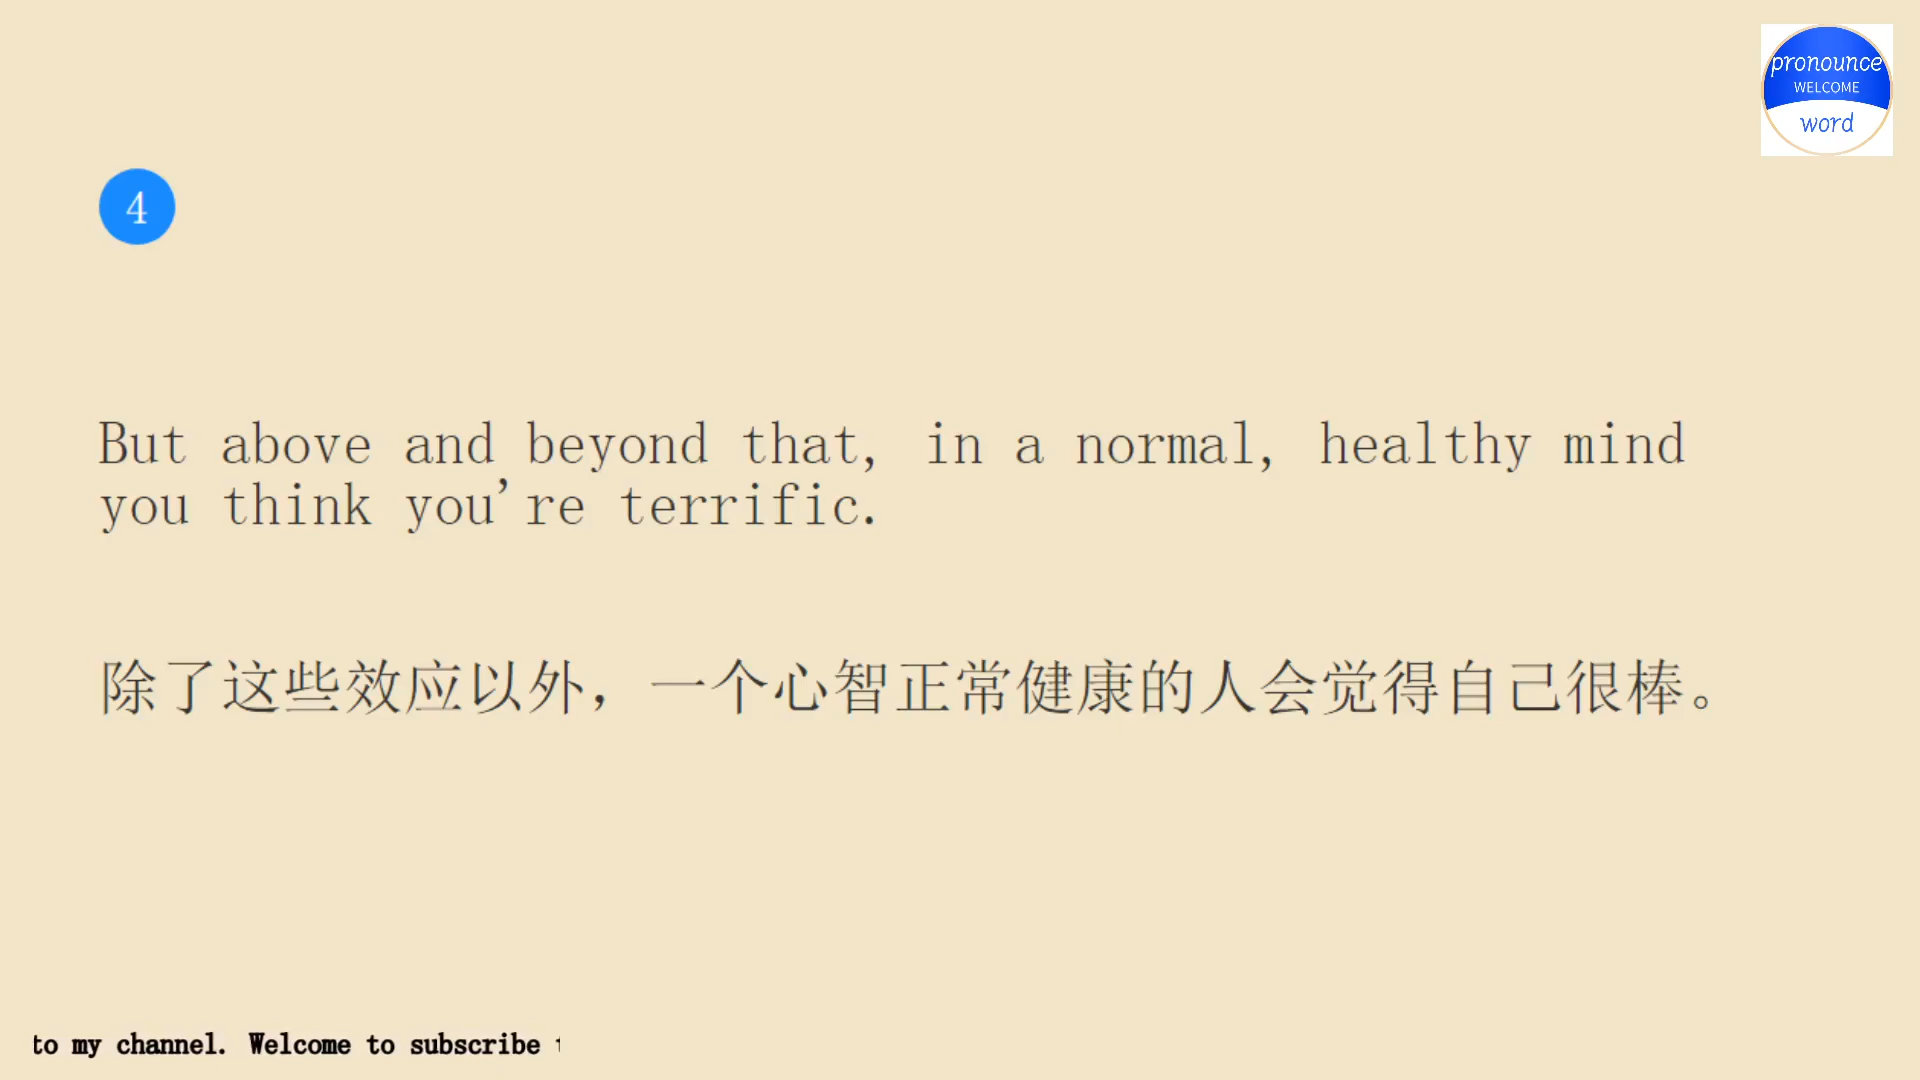 pronounce
WELCOME
word
4
But above and beyond that, in a normal, healthy mind
you think you're terrific.
除了这些效应以外，一个心智正常健康的人会觉得自己很棒。
to my channel. Welcome to subscribe